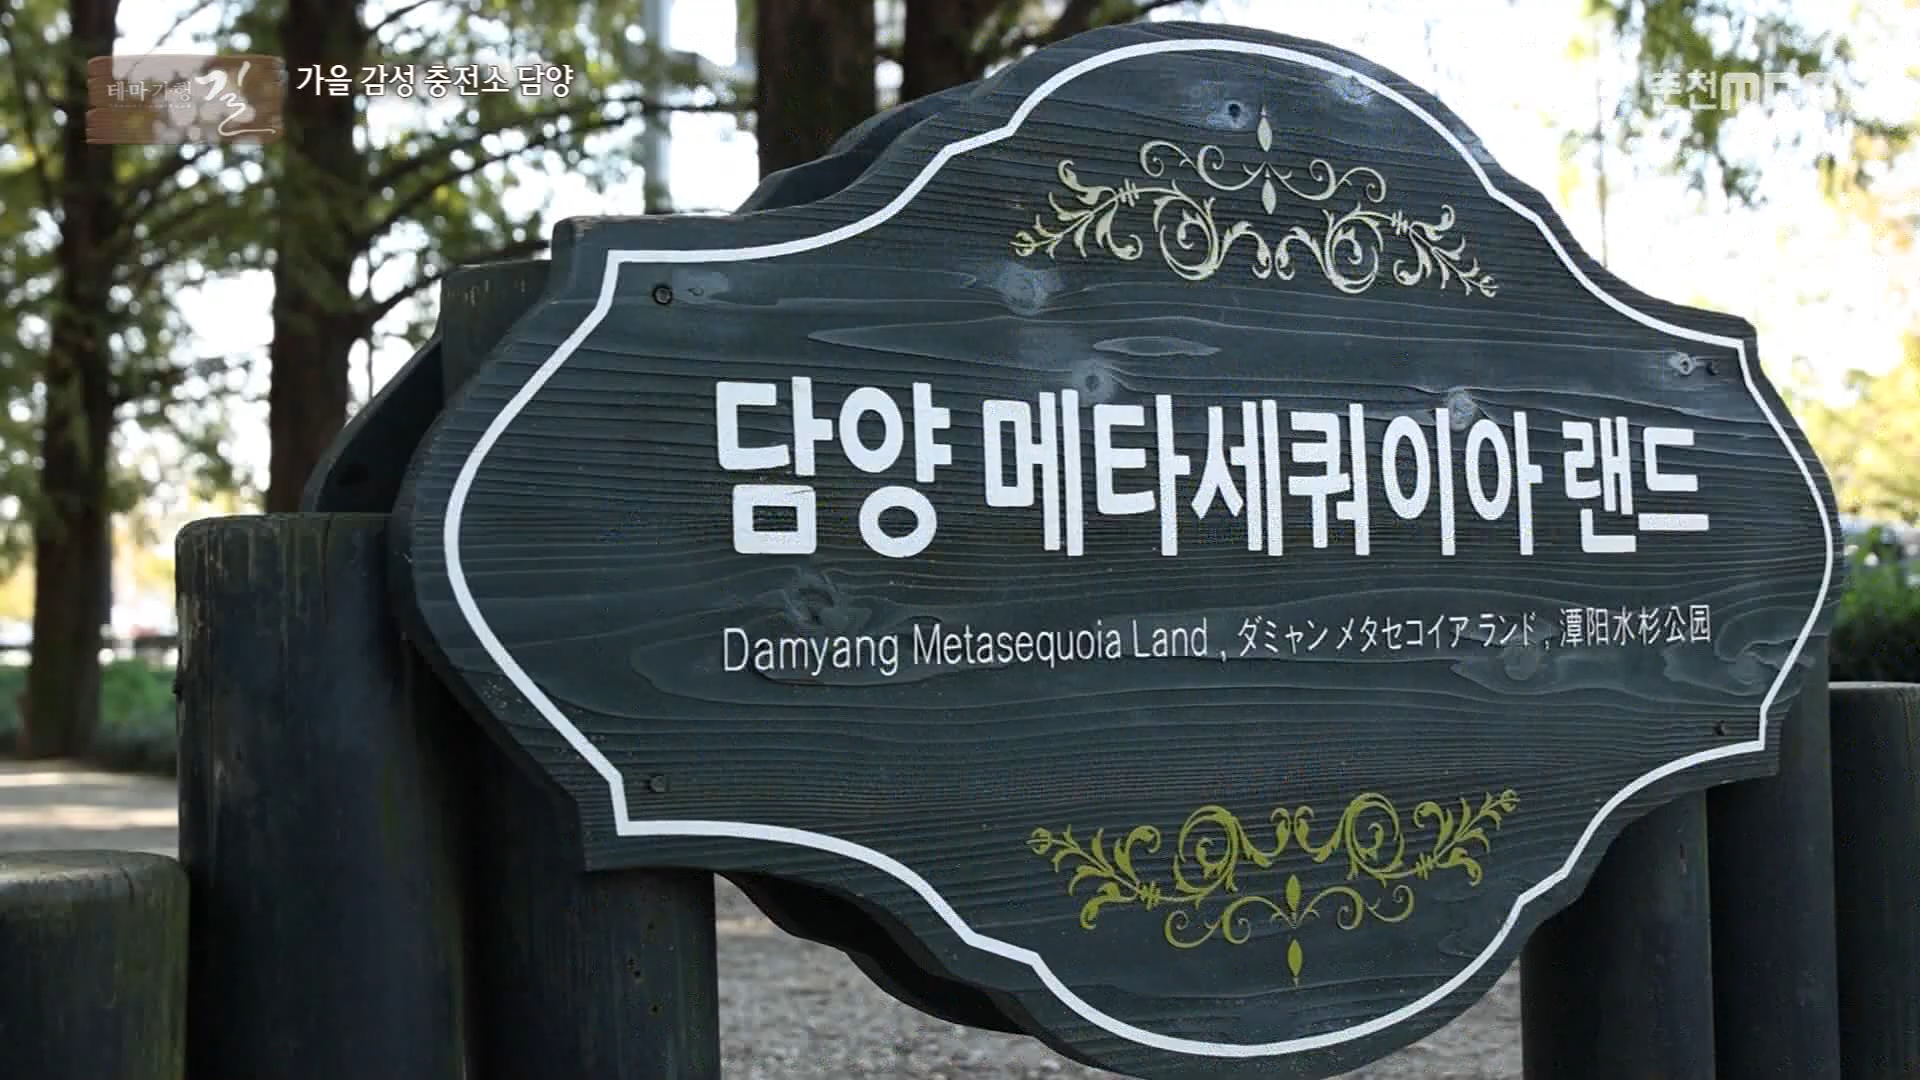 테마기행 길
가을 감성 충전소 담양
춘천MBC
담양 메타세쿼이아 랜드
Damyang Metasequoia Land , ダミャン メタセコイア ランド , 潭阳水杉公园